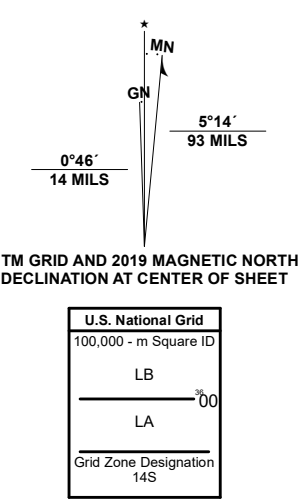 ★
MN
GN
5°14´
93 MILS
0°46´
14 MILS
TM GRID AND 2019 MAGNETIC NORTH
DECLINATION AT CENTER OF SHEET
U.S. National Grid
100,000 - m Square ID
LB
3600
LA
Grid Zone Designation
14S